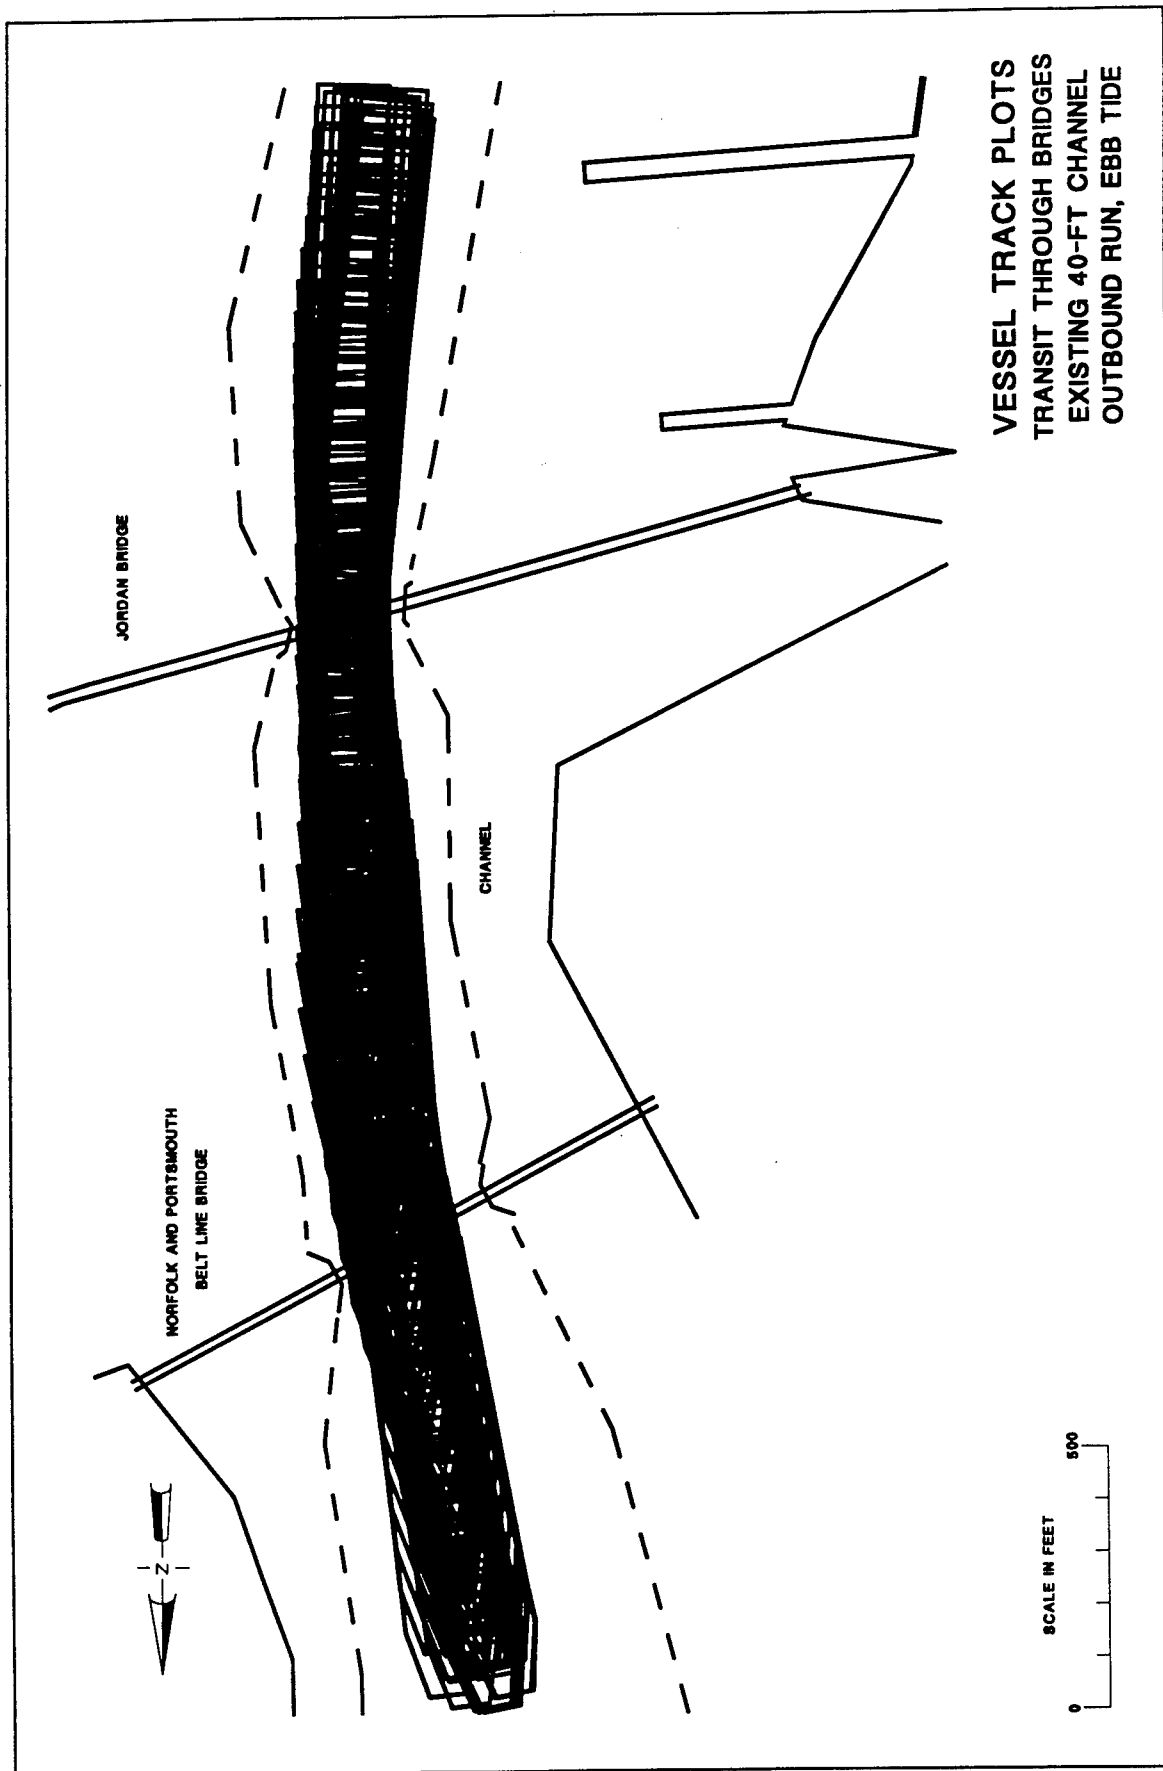 JORDAN BRIDGE
NORFOLK AND PORTSMOUTH
BELT LINE BRIDGE
CHANNEL
N
SCALE IN FEET
0 500
VESSEL TRACK PLOTS
TRANSIT THROUGH BRIDGES
EXISTING 40-FT CHANNEL
OUTBOUND RUN, EBB TIDE